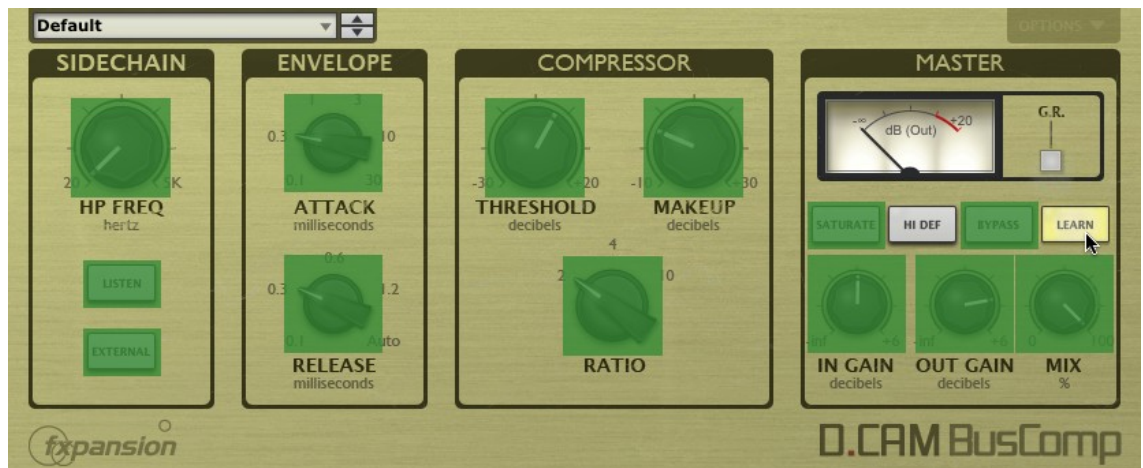 Default
OPTIONS
SIDECHAIN
20 5K
HP FREQ
hertz
LISTEN
EXTERNAL
ENVELOPE
1 3
0.3 10
0.1 30
ATTACK
milliseconds
0.6
0.3 1.2
0.1 Auto
RELEASE
milliseconds
COMPRESSOR
-30 +20
THRESHOLD
decibels
-10 +30
MAKEUP
decibels
4
2 10
RATIO
MASTER
-∞ +20
dB (Out)
G.R.
SATURATE HI DEF BYPASS LEARN
-inf +6 -inf +6 0 100
IN GAIN OUT GAIN MIX
decibels decibels %
fxpansion
D.CAM BusComp